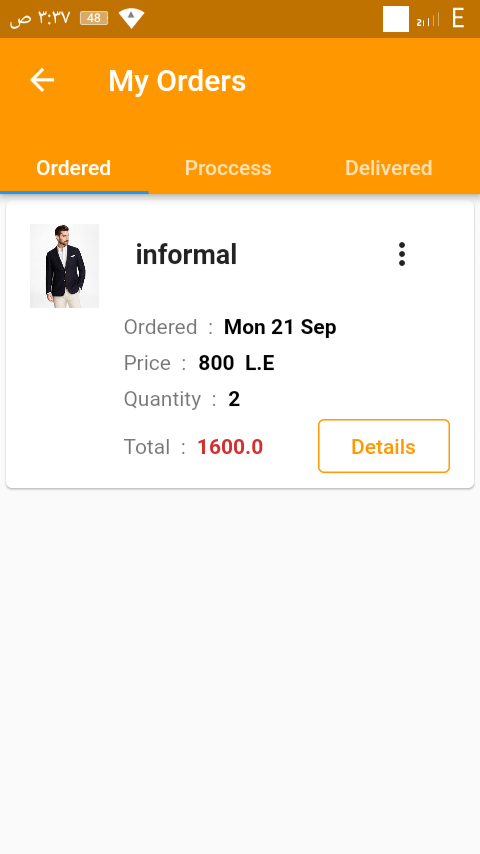 ص ٣:٣٧ 48 2 E
My Orders
Ordered Proccess Delivered
informal
Ordered : Mon 21 Sep
Price : 800 L.E
Quantity : 2
Total : 1600.0 Details